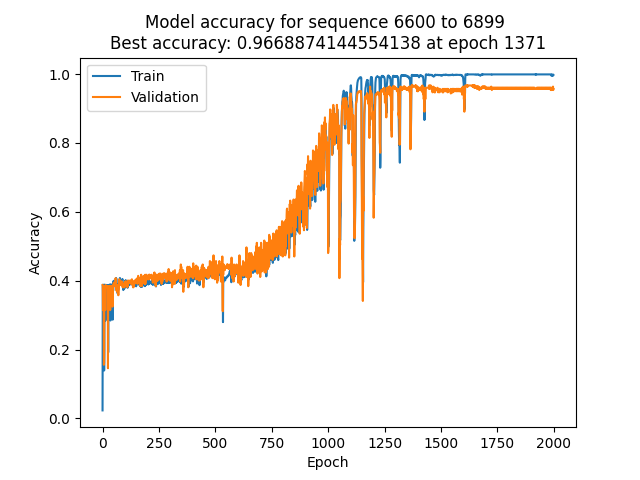 Model accuracy for sequence 6600 to 6899
Best accuracy: 0.9668874144554138 at epoch 1371
Train
Validation
1.0
0.8
0.6
0.4
0.2
0.0
Accuracy
0 250 500 750 1000 1250 1500 1750 2000
Epoch